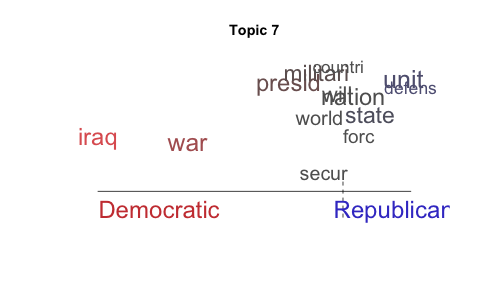 Topic 7
countri
militari
unit
presid
defens
will
nation
state
world
forc
iraq
war
secur
Democratic
Republican